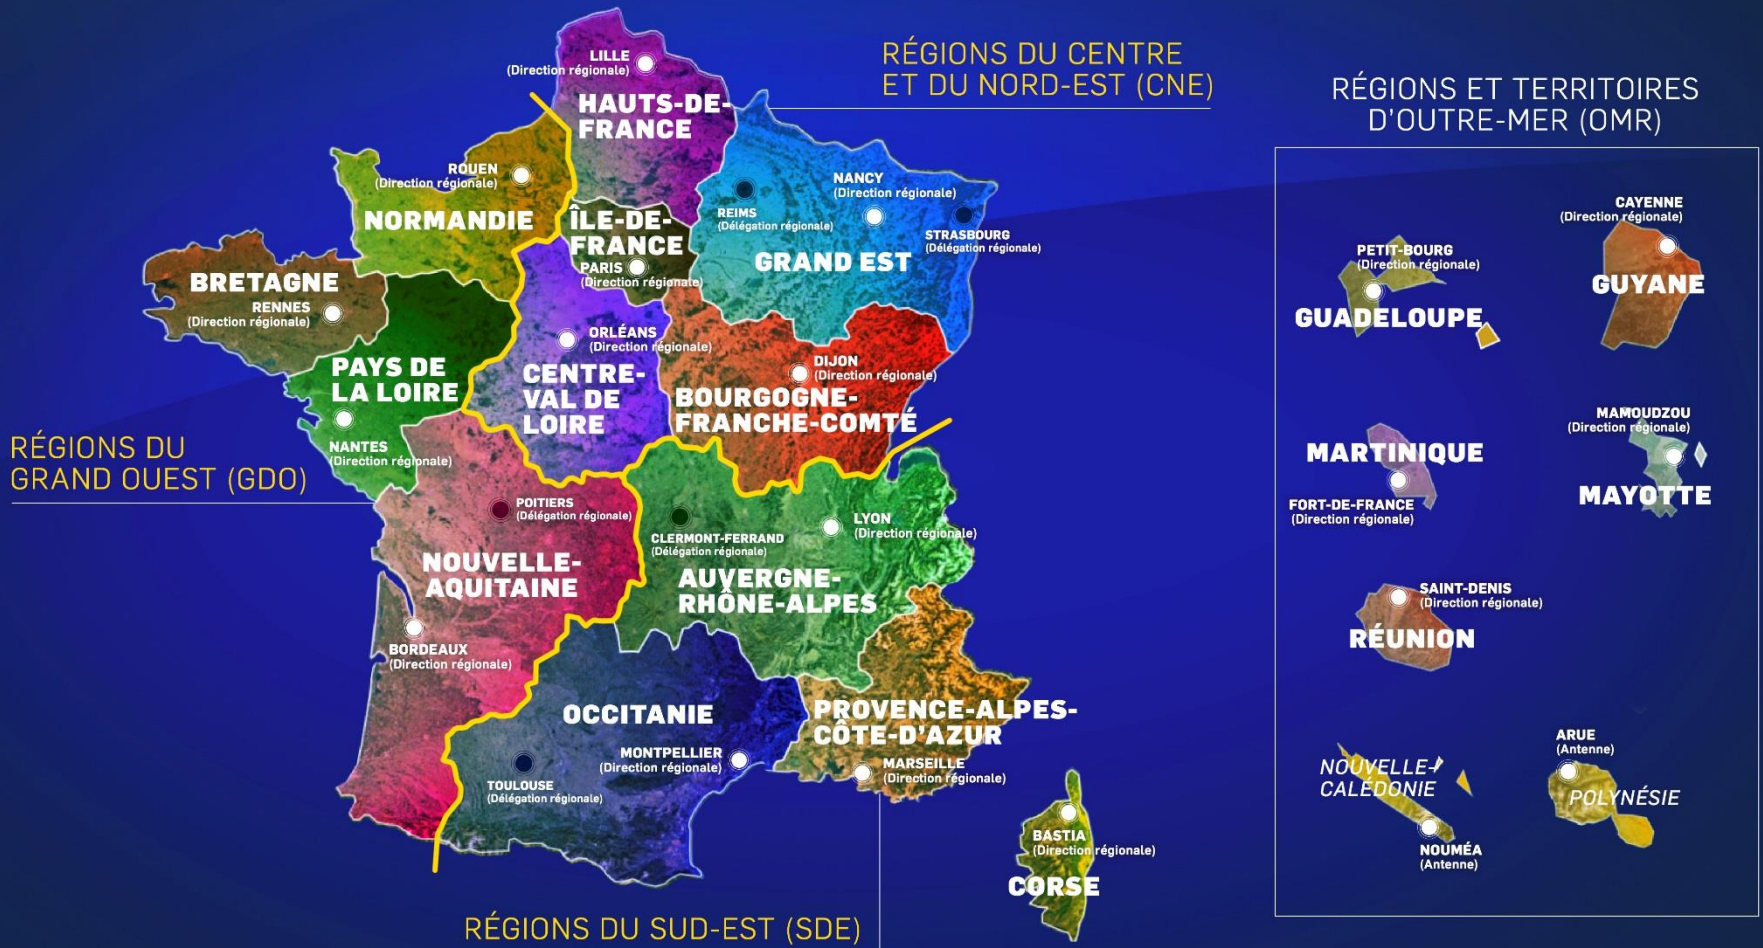 LILLE
(Direction régionale)
HAUTS-DE-
FRANCE
RÉGIONS DU CENTRE
ET DU NORD-EST (CNE)
ROUEN
(Direction régionale)
NORMANDIE
ÎLE-DE-
FRANCE
PARIS
(Direction régionale)
REIMS
(Délégation régionale)
NANCY
(Direction régionale)
STRASBOURG
(Délégation régionale)
GRAND EST
BRETAGNE
RENNES
(Direction régionale)
PAYS DE
LA LOIRE
NANTES
(Direction régionale)
ORLÉANS
(Direction régionale)
CENTRE-
VAL DE
LOIRE
DIJON
(Direction régionale)
BOURGOGNE-
FRANCHE-COMTÉ
RÉGIONS DU
GRAND OUEST (GDO)
POITIERS
(Délégation régionale)
NOUVELLE-
AQUITAINE
BORDEAUX
(Direction régionale)
CLERMONT-FERRAND
(Délégation régionale)
LYON
(Direction régionale)
AUVERGNE-
RHÔNE-ALPES
OCCITANIE
MONTPELLIER
(Direction régionale)
TOULOUSE
(Délégation régionale)
PROVENCE-ALPES-
CÔTE-D'AZUR
MARSEILLE
(Direction régionale)
BASTIA
(Direction régionale)
CORSE
RÉGIONS DU SUD-EST (SDE)
RÉGIONS ET TERRITOIRES
D'OUTRE-MER (OMR)
PETIT-BOURG
(Direction régionale)
GUADELOUPE
CAYENNE
(Direction régionale)
GUYANE
MARTINIQUE
FORT-DE-FRANCE
(Direction régionale)
MAMOUDZOU
(Direction régionale)
MAYOTTE
SAINT-DENIS
(Direction régionale)
RÉUNION
NOUVELLE-
CALÉDONIE
NOUMÉA
(Antenne)
ARUE
(Antenne)
POLYNÉSIE